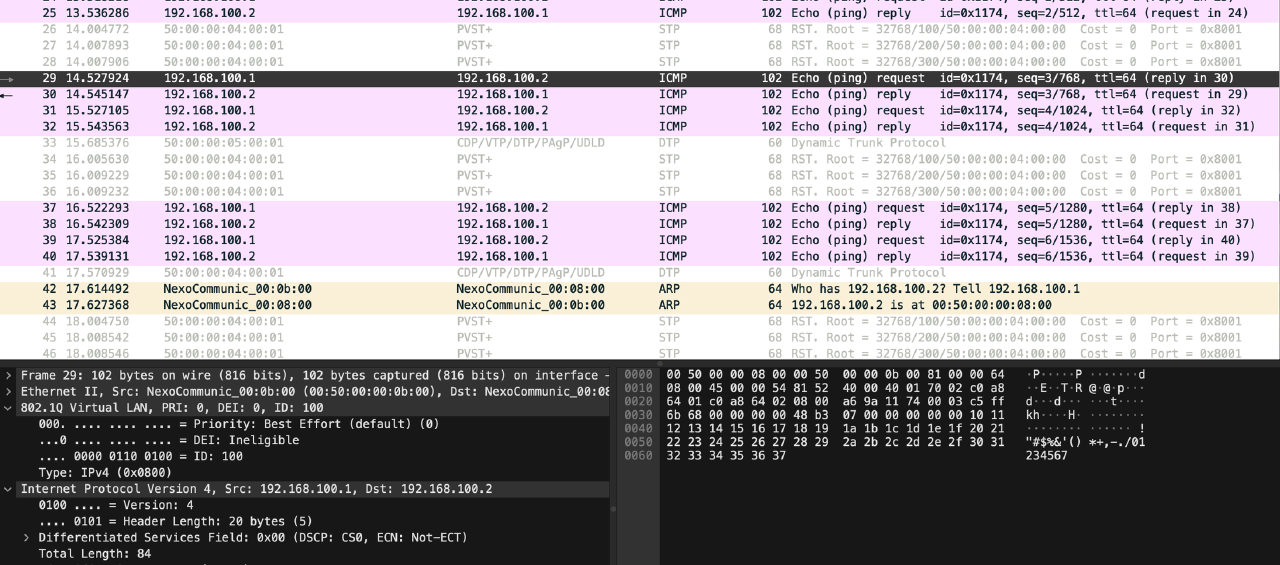 25 13.536286 192.168.100.2 192.168.100.1 ICMP 102 Echo (ping) reply id=0x1174, seq=2/512, ttl=64 (request in 24)
26 14.004772 50:00:00:04:00:01 PVST+ STP 68 RST. Root = 32768/100/50:00:00:04:00:00 Cost = 0 Port = 0x8001
27 14.007893 50:00:00:04:00:01 PVST+ STP 68 RST. Root = 32768/200/50:00:00:04:00:00 Cost = 0 Port = 0x8001
28 14.007906 50:00:00:04:00:01 PVST+ STP 68 RST. Root = 32768/300/50:00:00:04:00:00 Cost = 0 Port = 0x8001
29 14.527924 192.168.100.1 192.168.100.2 ICMP 102 Echo (ping) request id=0x1174, seq=3/768, ttl=64 (reply in 30)
30 14.545147 192.168.100.2 192.168.100.1 ICMP 102 Echo (ping) reply id=0x1174, seq=3/768, ttl=64 (request in 29)
31 15.527105 192.168.100.1 192.168.100.2 ICMP 102 Echo (ping) request id=0x1174, seq=4/1024, ttl=64 (reply in 32)
32 15.543563 192.168.100.2 192.168.100.1 ICMP 102 Echo (ping) reply id=0x1174, seq=4/1024, ttl=64 (request in 31)
33 15.685376 50:00:00:05:00:01 CDP/VTP/DTP/PAgP/UDLD DTP 60 Dynamic Trunk Protocol
34 16.005630 50:00:00:04:00:01 PVST+ STP 68 RST. Root = 32768/100/50:00:00:04:00:00 Cost = 0 Port = 0x8001
35 16.009229 50:00:00:04:00:01 PVST+ STP 68 RST. Root = 32768/200/50:00:00:04:00:00 Cost = 0 Port = 0x8001
36 16.009232 50:00:00:04:00:01 PVST+ STP 68 RST. Root = 32768/300/50:00:00:04:00:00 Cost = 0 Port = 0x8001
37 16.522293 192.168.100.1 192.168.100.2 ICMP 102 Echo (ping) request id=0x1174, seq=5/1280, ttl=64 (reply in 38)
38 16.542309 192.168.100.2 192.168.100.1 ICMP 102 Echo (ping) reply id=0x1174, seq=5/1280, ttl=64 (request in 37)
39 17.525384 192.168.100.1 192.168.100.2 ICMP 102 Echo (ping) request id=0x1174, seq=6/1536, ttl=64 (reply in 40)
40 17.539131 192.168.100.2 192.168.100.1 ICMP 102 Echo (ping) reply id=0x1174, seq=6/1536, ttl=64 (request in 39)
41 17.570929 50:00:00:04:00:01 CDP/VTP/DTP/PAgP/UDLD DTP 60 Dynamic Trunk Protocol
42 17.614492 NexoCommunic_00:0b:00 NexoCommunic_00:08:00 ARP 64 Who has 192.168.100.2? Tell 192.168.100.1
43 17.627368 NexoCommunic_00:08:00 NexoCommunic_00:0b:00 ARP 64 192.168.100.2 is at 00:50:00:00:08:00
44 18.004750 50:00:00:04:00:01 PVST+ STP 68 RST. Root = 32768/100/50:00:00:04:00:00 Cost = 0 Port = 0x8001
45 18.008542 50:00:00:04:00:01 PVST+ STP 68 RST. Root = 32768/200/50:00:00:04:00:00 Cost = 0 Port = 0x8001
46 18.008546 50:00:00:04:00:01 PVST+ STP 68 RST. Root = 32768/300/50:00:00:04:00:00 Cost = 0 Port = 0x8001
Frame 29: 102 bytes on wire (816 bits), 102 bytes captured (816 bits) on interface –
Ethernet II, Src: NexoCommunic_00:0b:00 (00:50:00:00:0b:00), Dst: NexoCommunic_00:08
802.1Q Virtual LAN, PRI: 0, DEI: 0, ID: 100
000. .... .... .... = Priority: Best Effort (default) (0)
...0 .... .... .... = DEI: Ineligible
.... 0000 0110 0100 = ID: 100
Type: IPv4 (0x0800)
Internet Protocol Version 4, Src: 192.168.100.1, Dst: 192.168.100.2
0100 .... = Version: 4
.... 0101 = Header Length: 20 bytes (5)
Differentiated Services Field: 0x00 (DSCP: CS0, ECN: Not-ECT)
Total Length: 84
0000 00 50 00 00 08 00 00 50 00 00 0b 00 81 00 00 64 ·P·····P ·······d
0010 08 00 45 00 00 54 81 52 40 00 40 01 70 02 c0 a8 ··E··T·R @·@·p···
0020 64 01 c0 a8 64 02 08 00 a6 9a 11 74 00 03 c5 ff d···d··· ···t····
0030 6b 68 00 00 00 00 48 b3 07 00 00 00 00 00 10 11 kh····H· ········
0040 12 13 14 15 16 17 18 19 1a 1b 1c 1d 1e 1f 20 21 ········ ······ !
0050 22 23 24 25 26 27 28 29 2a 2b 2c 2d 2e 2f 30 31 "#$%&'() *+,-./01
0060 32 33 34 35 36 37 234567